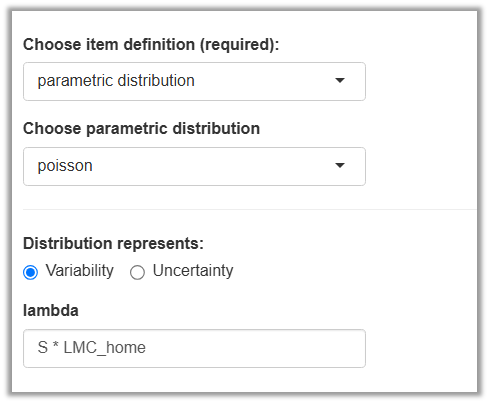 Choose item definition (required):
parametric distribution
Choose parametric distribution
poisson
Distribution represents:
Variability Uncertainty
lambda
S * LMC_home